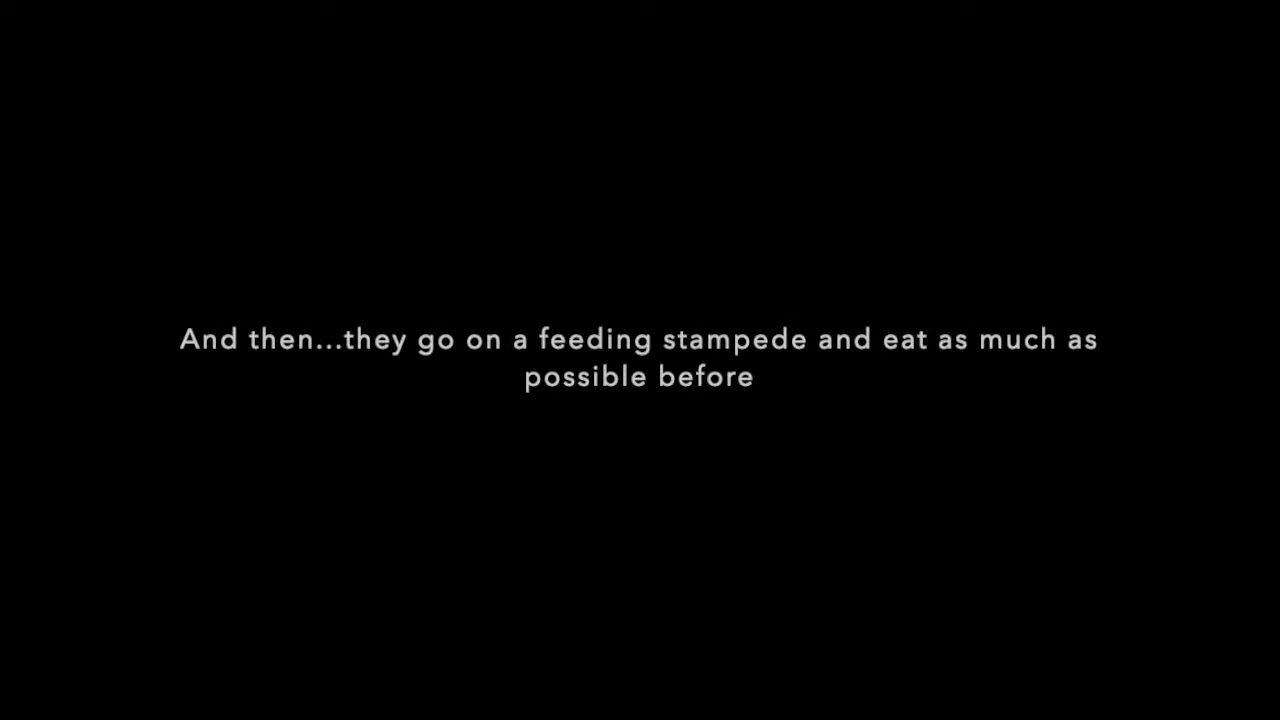 And then...they go on a feeding stampede and eat as much as
possible before